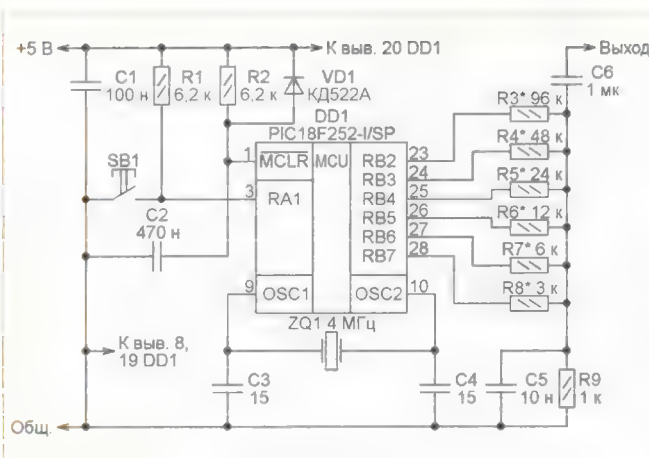 +5 В
К выв. 20 DD1
Выход
C1
100 н
R1
6,2 к
R2
6,2 к
VD1
КД522А
C6
1 мк
DD1
PIC18F252-I/SP
R3* 96 к
R4* 48 к
R5* 24 к
R6* 12 к
R7* 6 к
R8* 3 к
SB1
1
MCLR
MCU
RB2
23
RB3
24
3
RA1
RB4
25
RB5
26
RB6
27
RB7
28
C2
470 н
9
OSC1
OSC2
10
ZQ1 4 МГц
К выв. 8,
19 DD1
C3
15
C4
15
C5
10 н
R9
1 к
Общ.